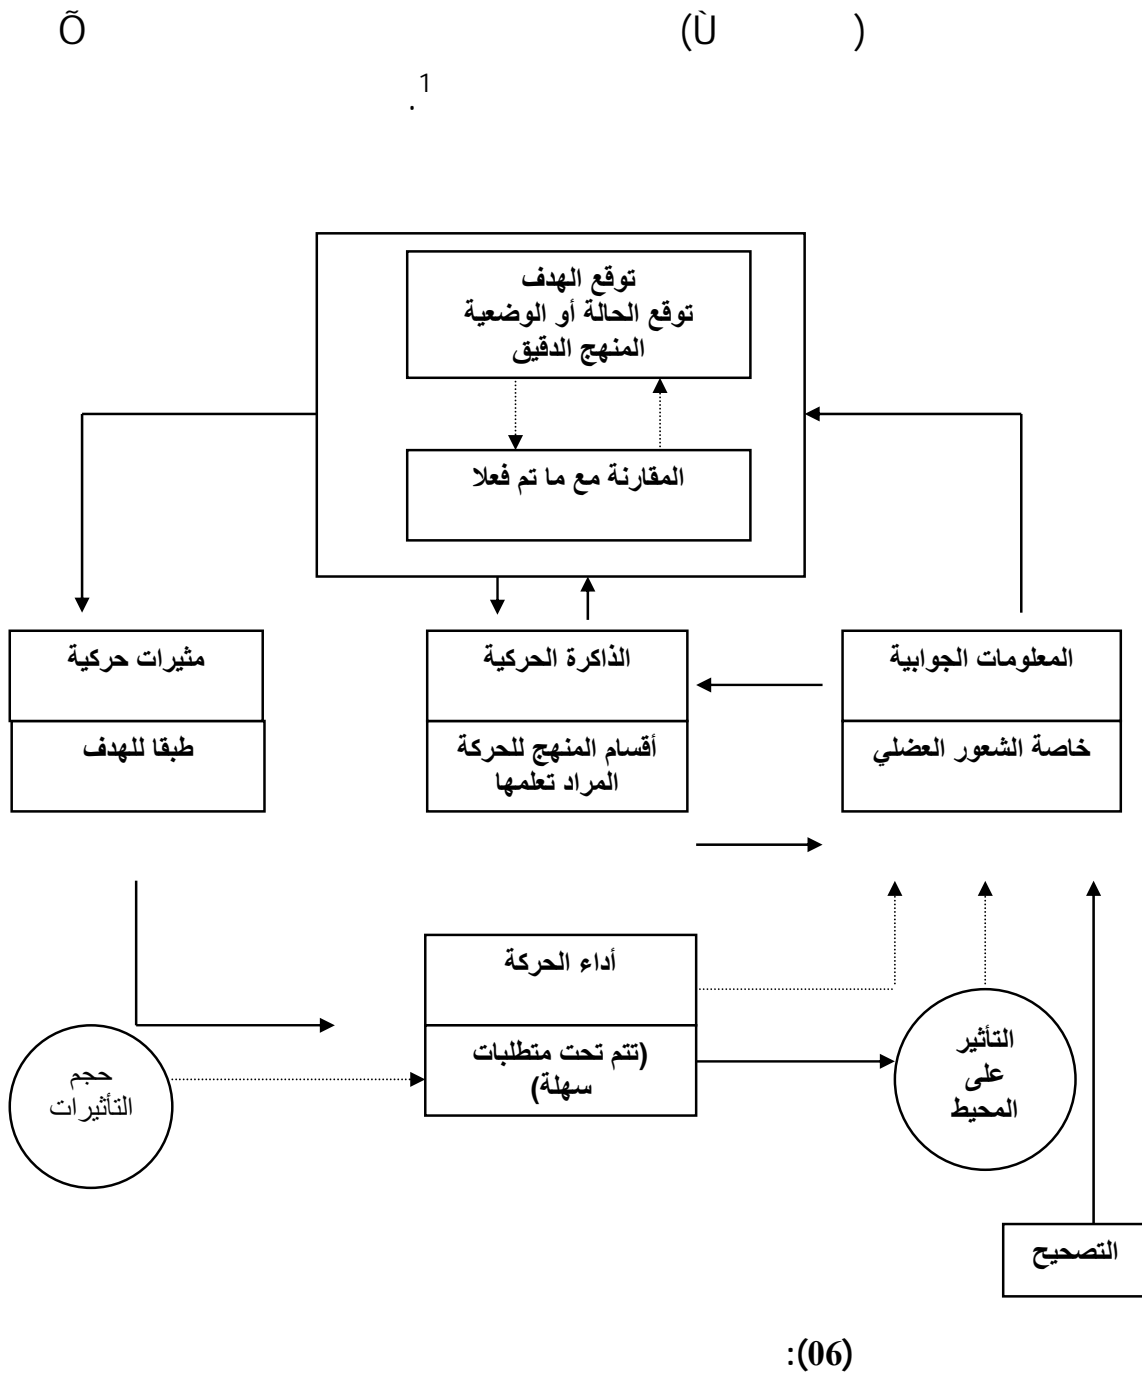 Õ (Ù )
.1
توقع الهدف
توقع الحالة أو الوضعية
المنهج الدقيق
المقارنة مع ما تم فعلا
المعلومات الجوابية
خاصة الشعور العضلي
الذاكرة الحركية
أقسام المنهج للحركة
المراد تعلمها
مثيرات حركية
طبقا للهدف
أداء الحركة
(تتم تحت متطلبات
سهلة)
التأثير
على
المحيط
حجم
التأثيرات
التصحيح
(06):